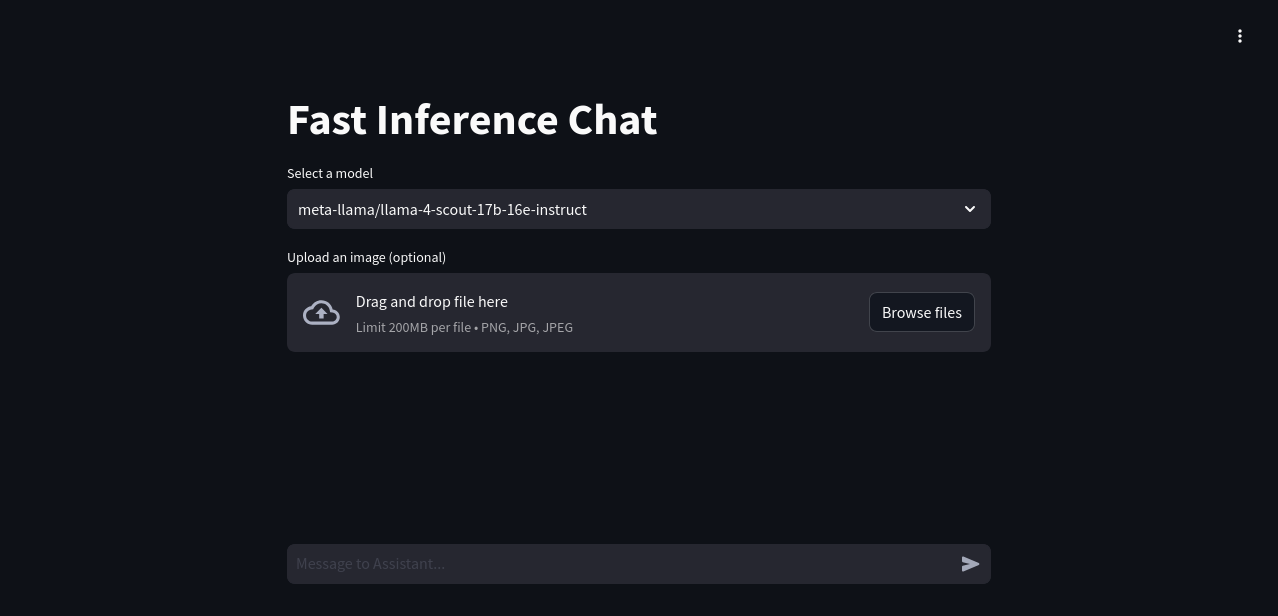 Fast Inference Chat
Select a model
meta-llama/llama-4-scout-17b-16e-instruct
Upload an image (optional)
Drag and drop file here
Limit 200MB per file • PNG, JPG, JPEG
Browse files
Message to Assistant...